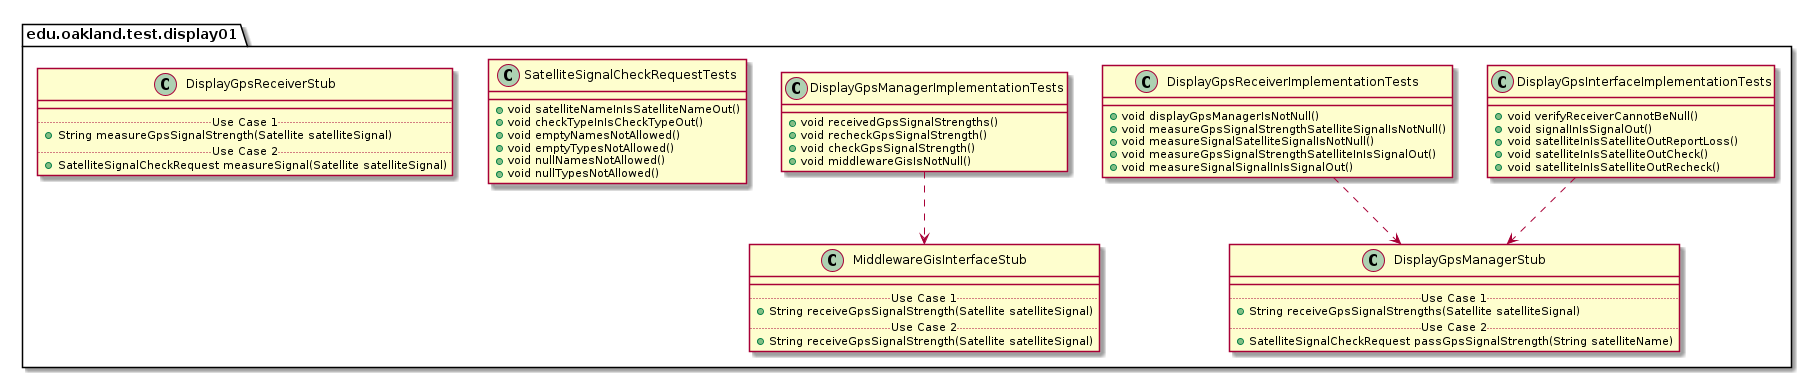 edu.oakland.test.display01
C DisplayGpsReceiverStub
Use Case 1
String measureGpsSignalStrength(Satellite satelliteSignal)
Use Case 2
SatelliteSignalCheckRequest measureSignal(Satellite satelliteSignal)
C SatelliteSignalCheckRequestTests
void satelliteNameInIsSatelliteNameOut()
void checkTypeInIsCheckTypeOut()
void emptyNamesNotAllowed()
void emptyTypesNotAllowed()
void nullNamesNotAllowed()
void nullTypesNotAllowed()
C DisplayGpsManagerImplementationTests
void receivedGpsSignalStrengths()
void recheckGpsSignalStrength()
void checkGpsSignalStrength()
void middlewareGisIsNotNull()
C DisplayGpsReceiverImplementationTests
void displayGpsManagerIsNotNull()
void measureGpsSignalStrengthSatelliteSignalIsNotNull()
void measureSignalSatelliteSignalIsNotNull()
void measureGpsSignalStrengthSatelliteInIsSignalOut()
void measureSignalSignalInIsSignalOut()
C DisplayGpsInterfaceImplementationTests
void verifyReceiverCannotBeNull()
void signalInIsSignalOut()
void satelliteInIsSatelliteOutReportLoss()
void satelliteInIsSatelliteOutCheck()
void satelliteInIsSatelliteOutRecheck()
C MiddlewareGisInterfaceStub
Use Case 1
String receiveGpsSignalStrength(Satellite satelliteSignal)
Use Case 2
String receiveGpsSignalStrength(Satellite satelliteSignal)
C DisplayGpsManagerStub
Use Case 1
String receiveGpsSignalStrengths(Satellite satelliteSignal)
Use Case 2
SatelliteSignalCheckRequest passGpsSignalStrength(String satelliteName)